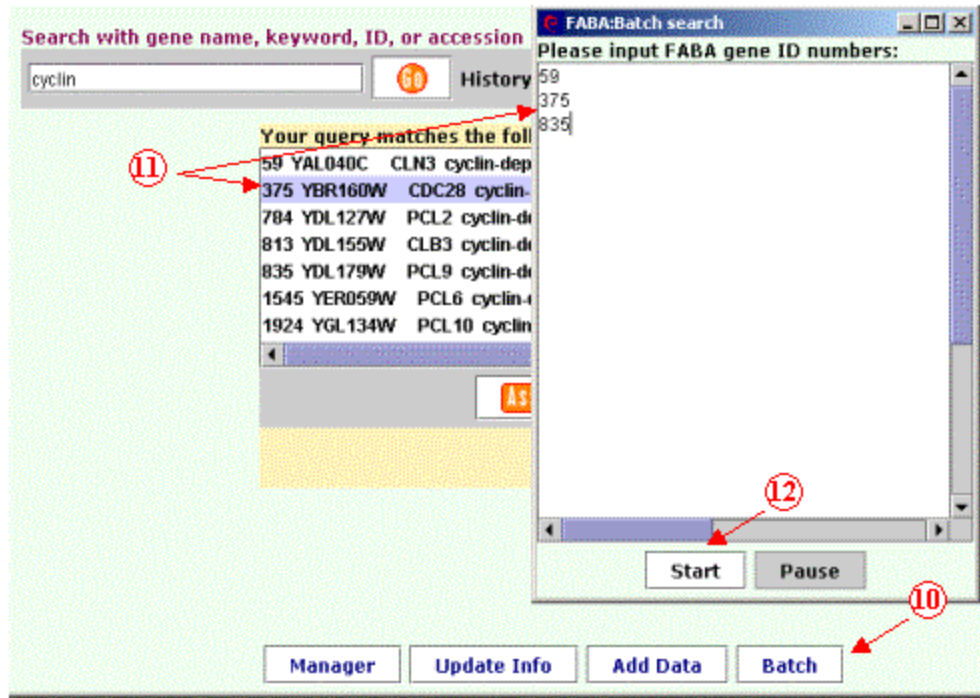 Search with gene name, keyword, ID, or accession
cyclin
Go
History
Your query matches the foll
59 YAL040C CLN3 cyclin-dep
375 YBR160W CDC28 cyclin-
784 YDL127W PCL2 cyclin-de
813 YDL155W CLB3 cyclin-de
835 YDL179W PCL9 cyclin-de
1545 YER059W PCL6 cyclin-
1924 YGL134W PCL10 cyclin
As
11
FABA:Batch search
Please input FABA gene ID numbers:
59
375
835
12
Start Pause
10
Manager Update Info Add Data Batch